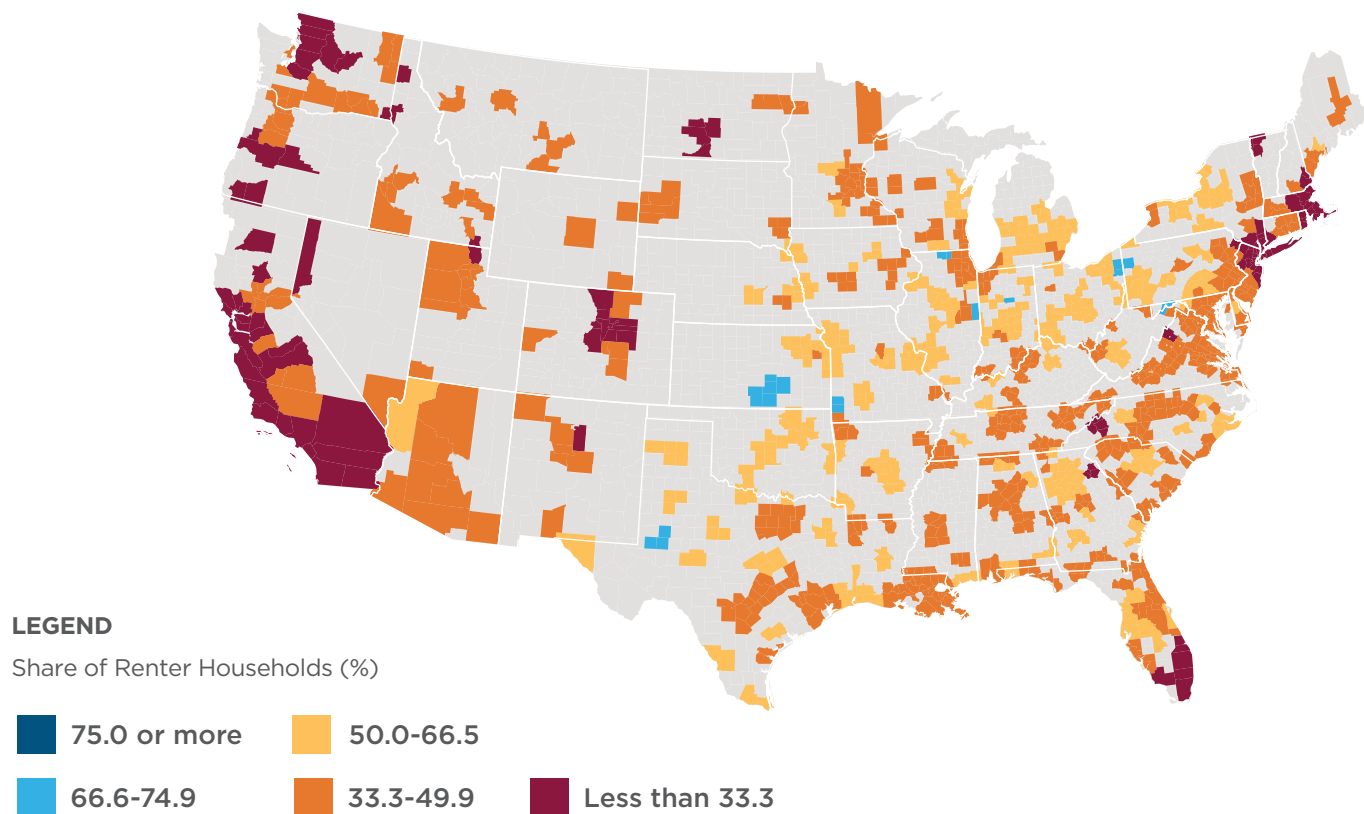 LEGEND
Share of Renter Households (%)
75.0 or more
50.0-66.5
66.6-74.9
33.3-49.9
Less than 33.3